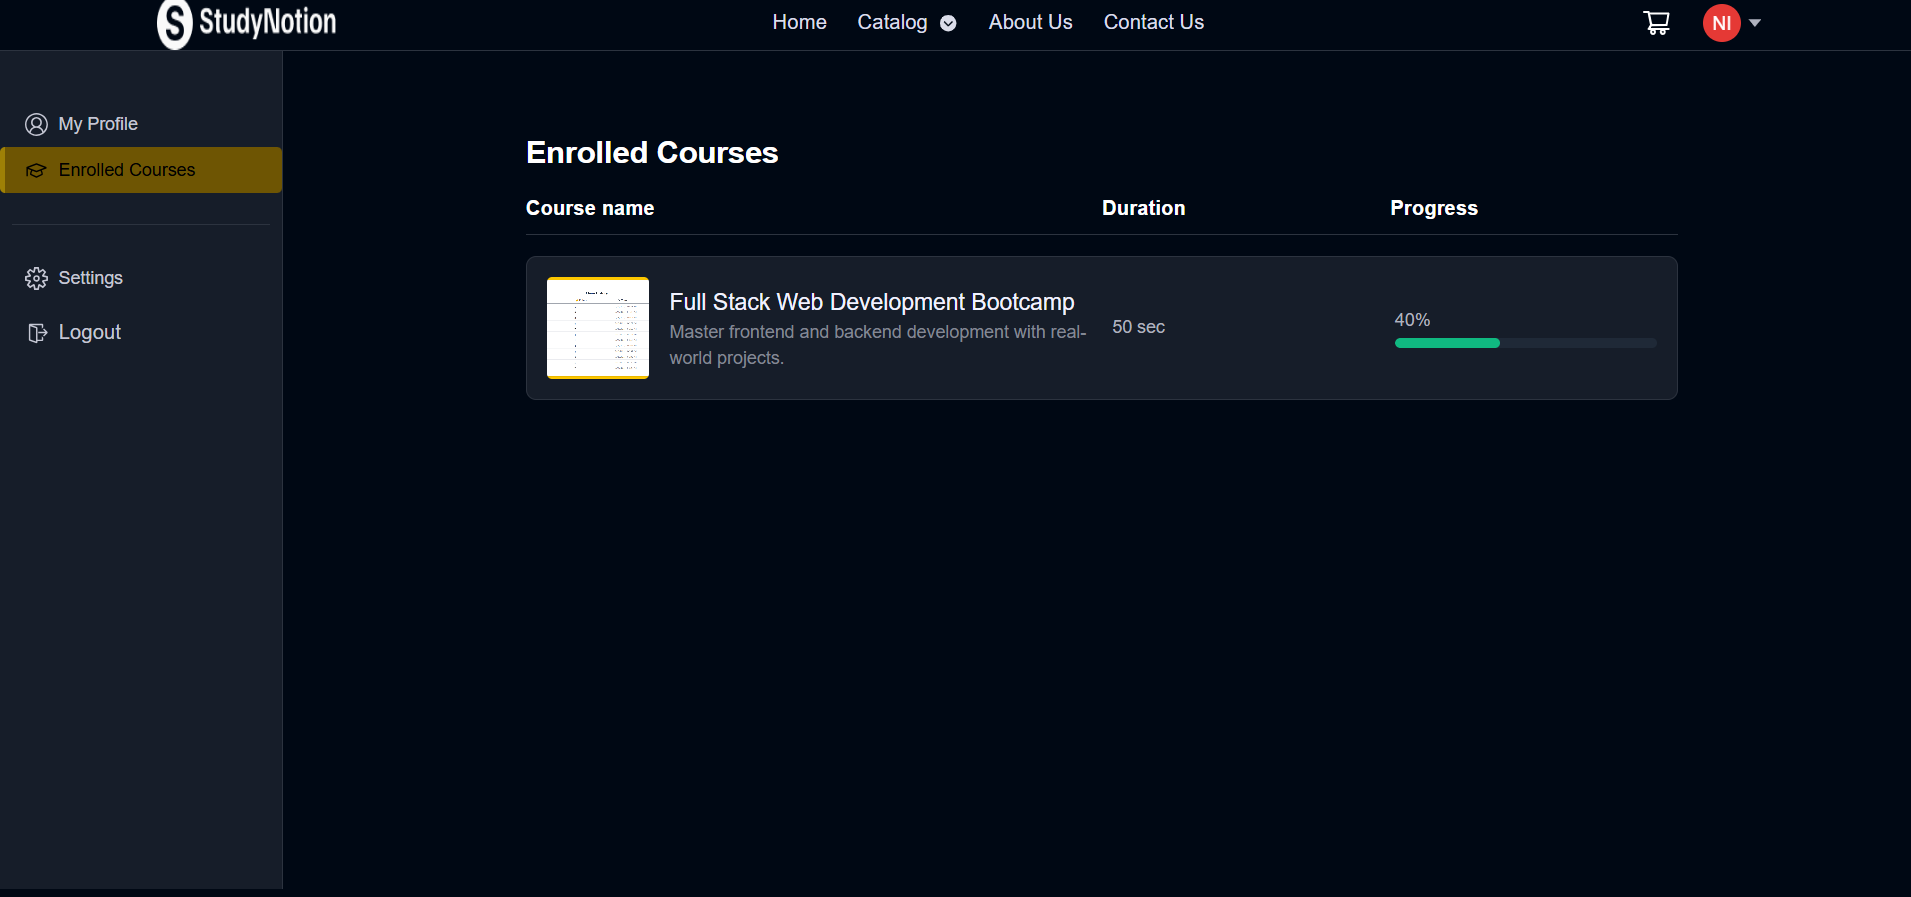 StudyNotion
Home Catalog About Us Contact Us
NI
My Profile
Enrolled Courses
Settings
Logout
Enrolled Courses
Course name Duration Progress
Full Stack Web Development Bootcamp
Master frontend and backend development with real-
world projects.
50 sec
40%